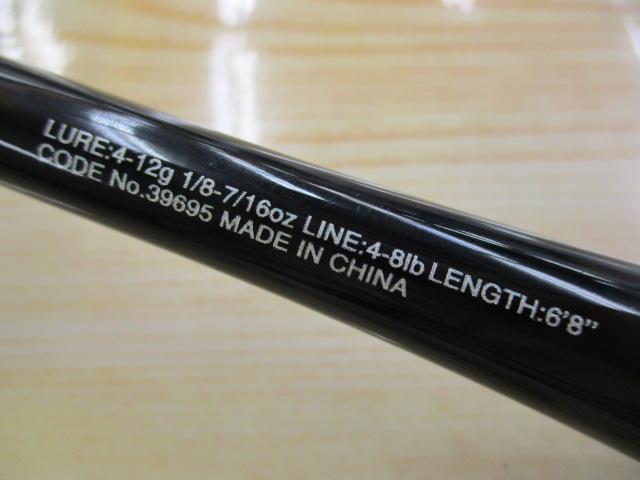 LURE:4-12g 1/8-7/16oz LINE:4-8lb LENGTH:6'8"
CODE No.39695 MADE IN CHINA